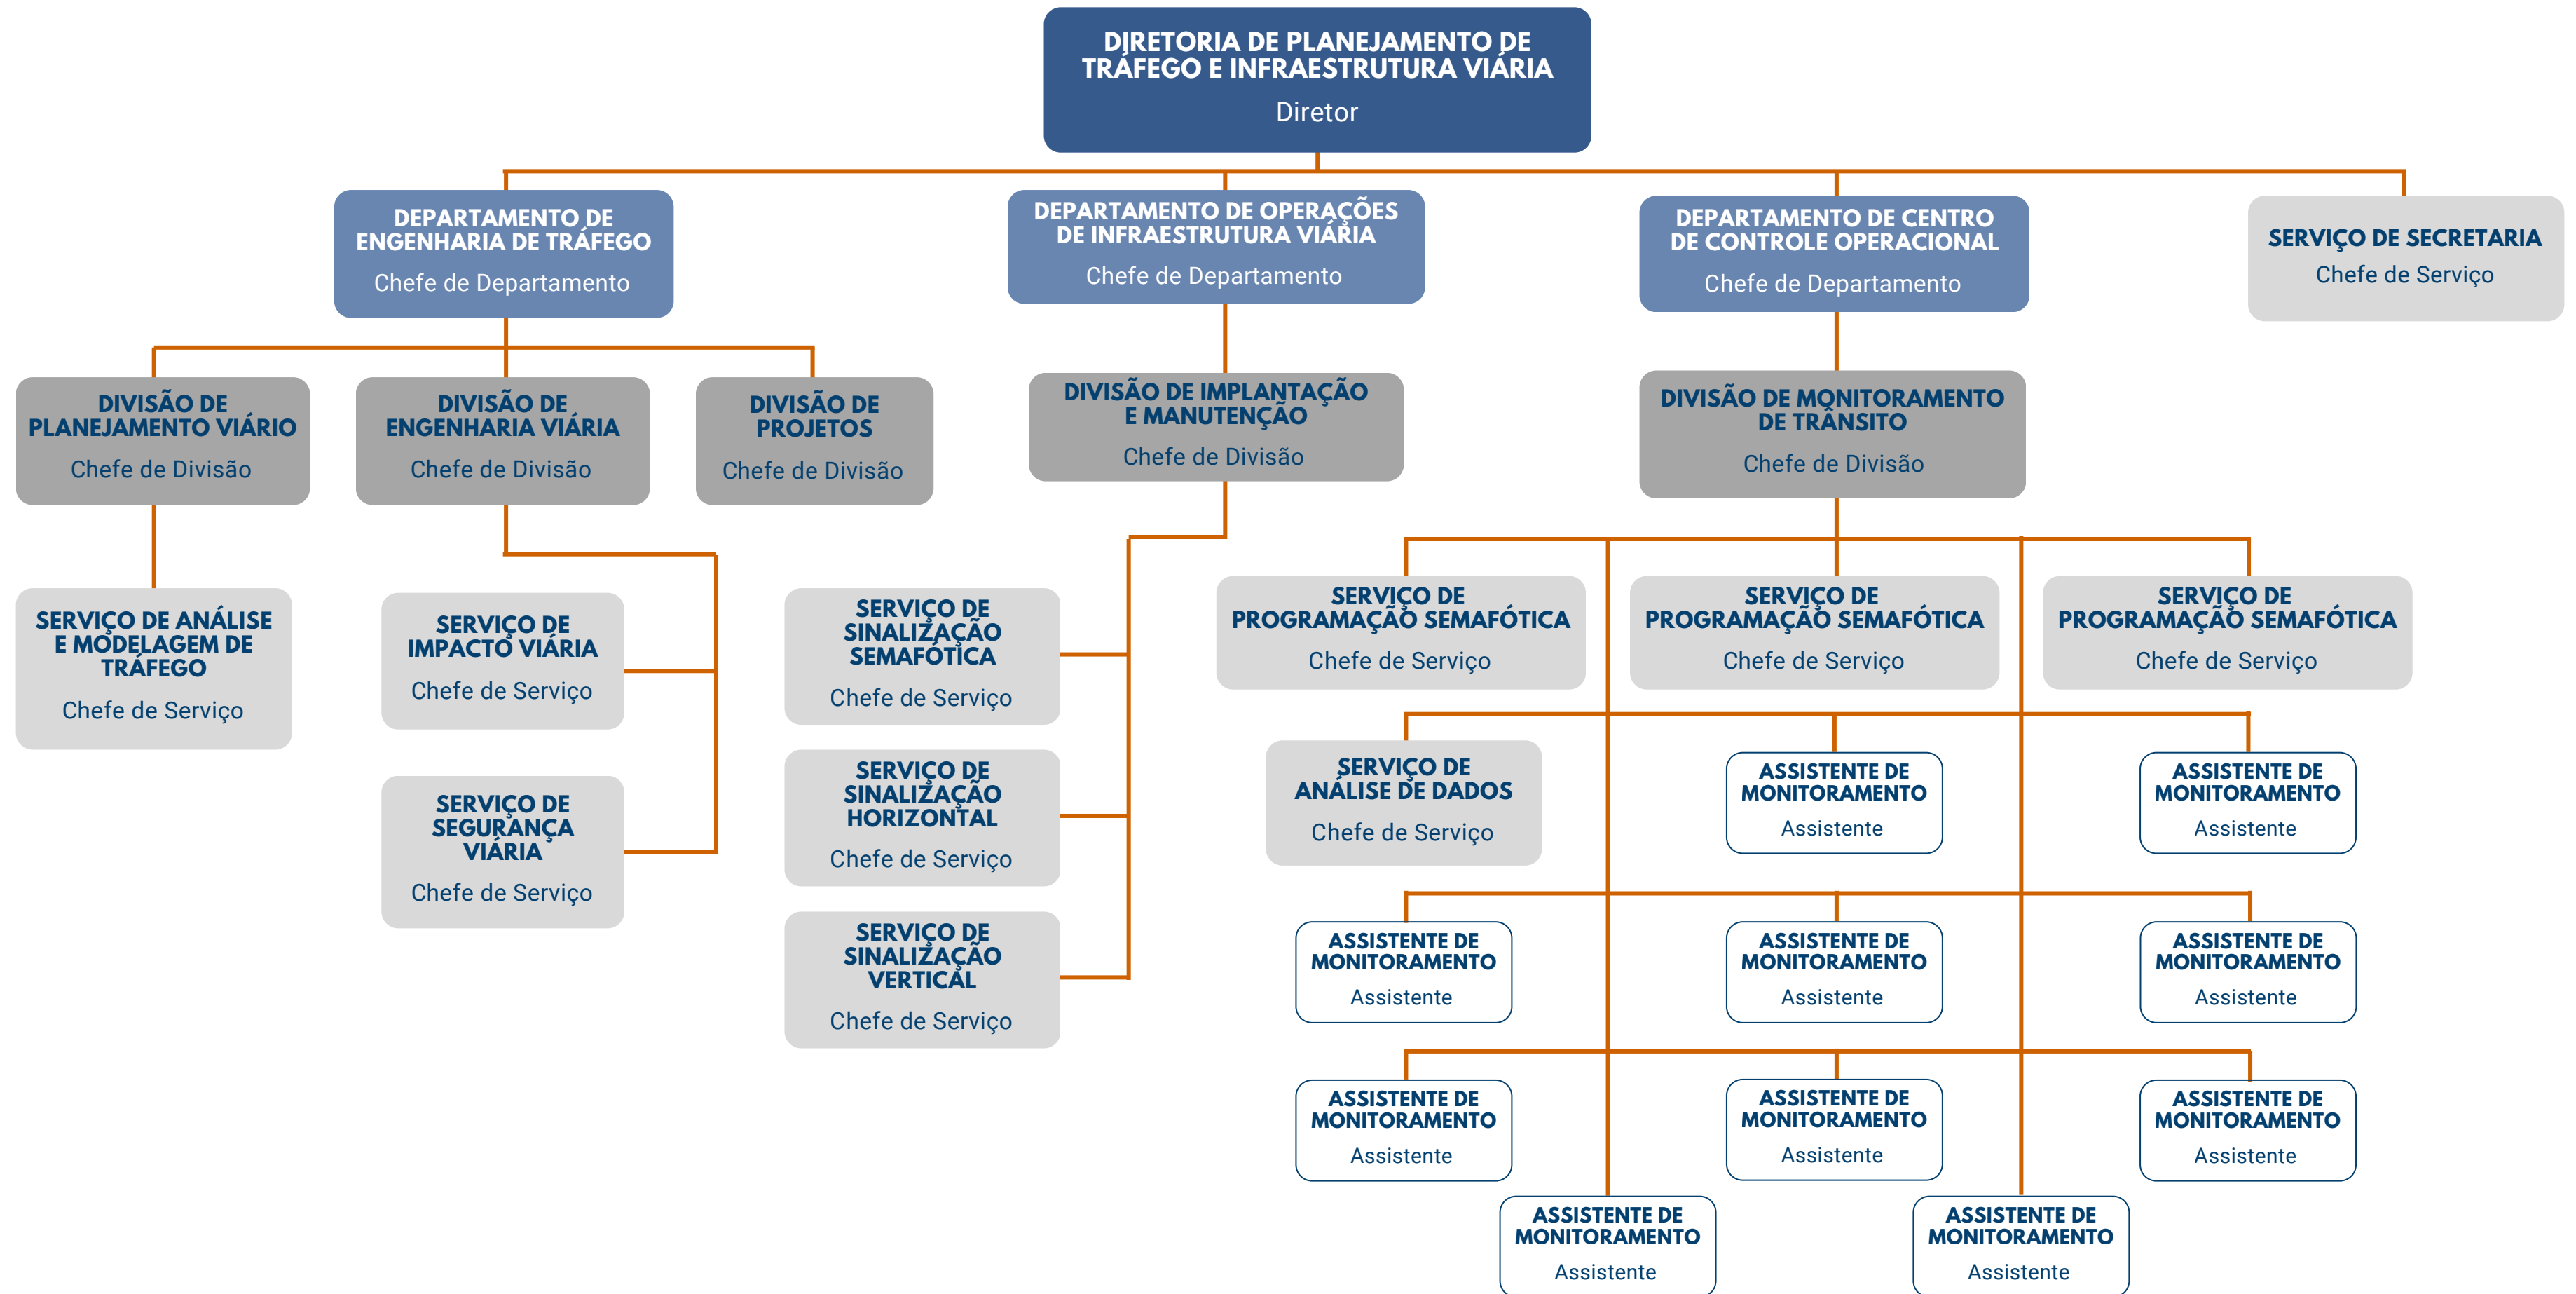 DIRETORIA DE PLANEJAMENTO DE
TRÁFEGO E INFRAESTRUTURA VIÁRIA
Diretor
DEPARTAMENTO DE
ENGENHARIA DE TRÁFEGO
Chefe de Departamento
DEPARTAMENTO DE OPERAÇÕES
DE INFRAESTRUTURA VIÁRIA
Chefe de Departamento
DEPARTAMENTO DE CENTRO
DE CONTROLE OPERACIONAL
Chefe de Departamento
SERVIÇO DE SECRETARIA
Chefe de Serviço
DIVISÃO DE
PLANEJAMENTO VIÁRIO
Chefe de Divisão
DIVISÃO DE
ENGENHARIA VIÁRIA
Chefe de Divisão
DIVISÃO DE
PROJETOS
Chefe de Divisão
DIVISÃO DE IMPLANTAÇÃO
E MANUTENÇÃO
Chefe de Divisão
DIVISÃO DE MONITORAMENTO
DE TRÂNSITO
Chefe de Divisão
SERVIÇO DE ANÁLISE
E MODELAGEM DE
TRÁFEGO
Chefe de Serviço
SERVIÇO DE
IMPACTO VIÁRIA
Chefe de Serviço
SERVIÇO DE
SEGURANÇA
VIÁRIA
Chefe de Serviço
SERVIÇO DE
SINALIZAÇÃO
SEMAFÓTICA
Chefe de Serviço
SERVIÇO DE
SINALIZAÇÃO
HORIZONTAL
Chefe de Serviço
SERVIÇO DE
SINALIZAÇÃO
VERTICAL
Chefe de Serviço
SERVIÇO DE
PROGRAMAÇÃO SEMAFÓTICA
Chefe de Serviço
SERVIÇO DE
PROGRAMAÇÃO SEMAFÓTICA
Chefe de Serviço
SERVIÇO DE
PROGRAMAÇÃO SEMAFÓTICA
Chefe de Serviço
SERVIÇO DE
ANÁLISE DE DADOS
Chefe de Serviço
ASSISTENTE DE
MONITORAMENTO
Assistente
ASSISTENTE DE
MONITORAMENTO
Assistente
ASSISTENTE DE
MONITORAMENTO
Assistente
ASSISTENTE DE
MONITORAMENTO
Assistente
ASSISTENTE DE
MONITORAMENTO
Assistente
ASSISTENTE DE
MONITORAMENTO
Assistente
ASSISTENTE DE
MONITORAMENTO
Assistente
ASSISTENTE DE
MONITORAMENTO
Assistente
ASSISTENTE DE
MONITORAMENTO
Assistente
ASSISTENTE DE
MONITORAMENTO
Assistente